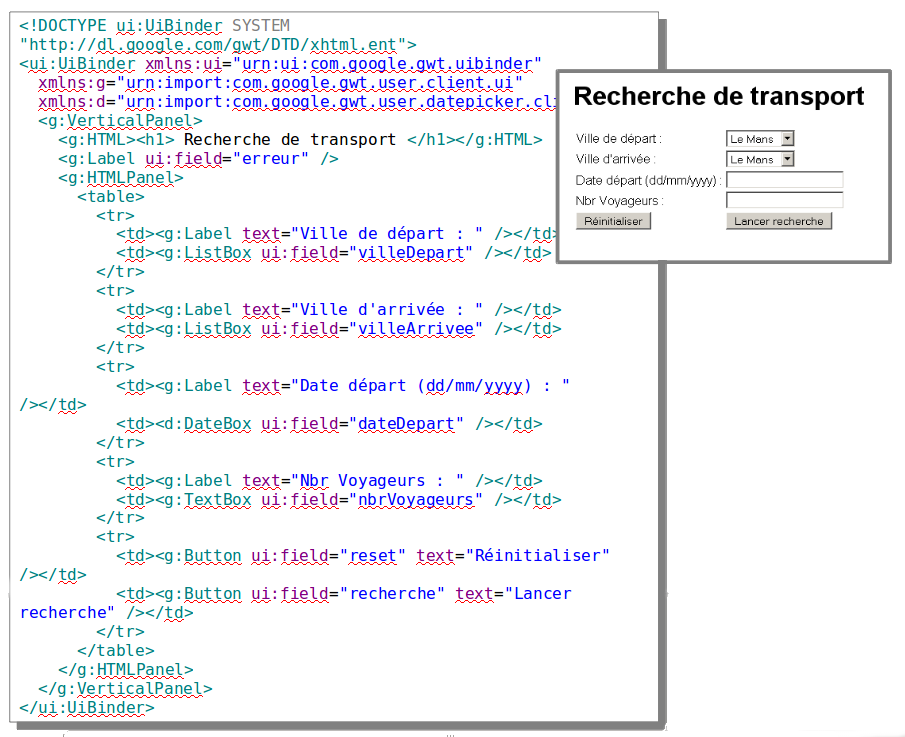 <!DOCTYPE ui:UiBinder SYSTEM
"http://dl.google.com/gwt/DTD/xhtml.ent">
<ui:UiBinder xmlns:ui="urn:ui:com.google.gwt.uibinder"
xmlns:g="urn:import:com.google.gwt.user.client.ui"
xmlns:d="urn:import:com.google.gwt.user.datepicker.cli
<g:VerticalPanel>
<g:HTML><h1> Recherche de transport </h1></g:HTML>
<g:Label ui:field="erreur" />
<g:HTMLPanel>
<table>
<tr>
<td><g:Label text="Ville de départ : " /></td>
<td><g:ListBox ui:field="villeDepart" /></td>
</tr>
<tr>
<td><g:Label text="Ville d'arrivée : " /></td>
<td><g:ListBox ui:field="villeArrivee" /></td>
</tr>
<tr>
<td><g:Label text="Date départ (dd/mm/yyyy) : "
/></td>
<td><d:DateBox ui:field="dateDepart" /></td>
</tr>
<tr>
<td><g:Label text="Nbr Voyageurs : " /></td>
<td><g:TextBox ui:field="nbrVoyageurs" /></td>
</tr>
<tr>
<td><g:Button ui:field="reset" text="Réinitialiser"
/></td>
<td><g:Button ui:field="recherche" text="Lancer
recherche" /></td>
</tr>
</table>
</g:HTMLPanel>
</g:VerticalPanel>
</ui:UiBinder>
Recherche de transport
Ville de départ : Le Mans
Ville d'arrivée : Le Mans
Date départ (dd/mm/yyyy) :
Nbr Voyageurs :
Réinitialiser Lancer recherche